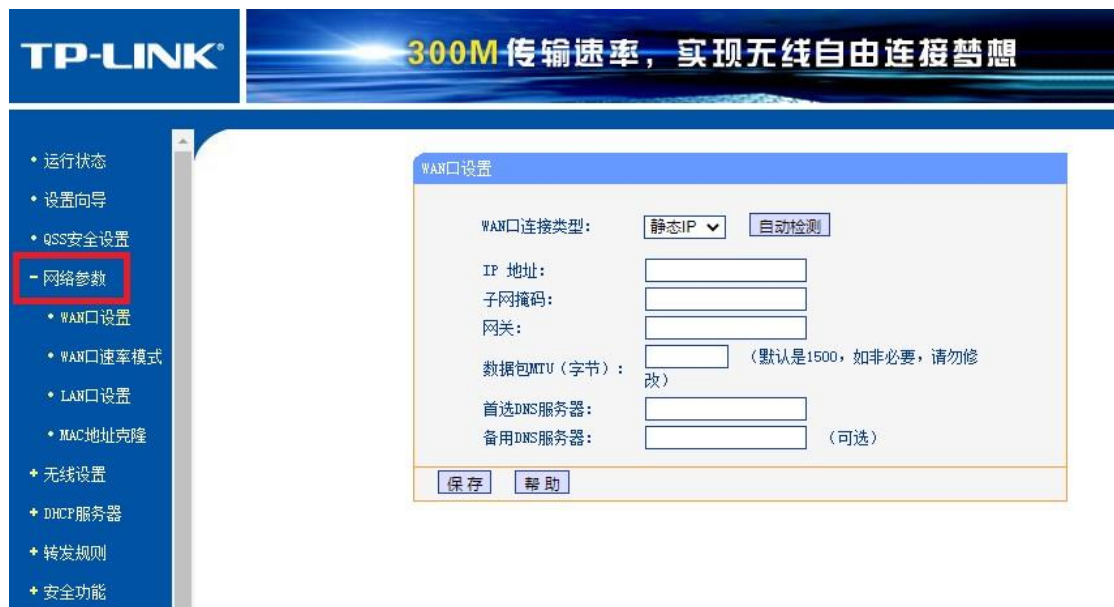 TP-LINK®
300M传输速率，实现无线自由连接梦想
• 运行状态
• 设置向导
• QSS安全设置
- 网络参数
• WAN口设置
• WAN口速率模式
• LAN口设置
• MAC地址克隆
+ 无线设置
+ DHCP服务器
+ 转发规则
+ 安全功能
WAN口设置
WAN口连接类型： 静态IP 自动检测
IP 地址：
子网掩码：
网关：
数据包MTU（字节）： （默认是1500，如非必要，请勿修
改）
首选DNS服务器：
备用DNS服务器： （可选）
保存 帮助